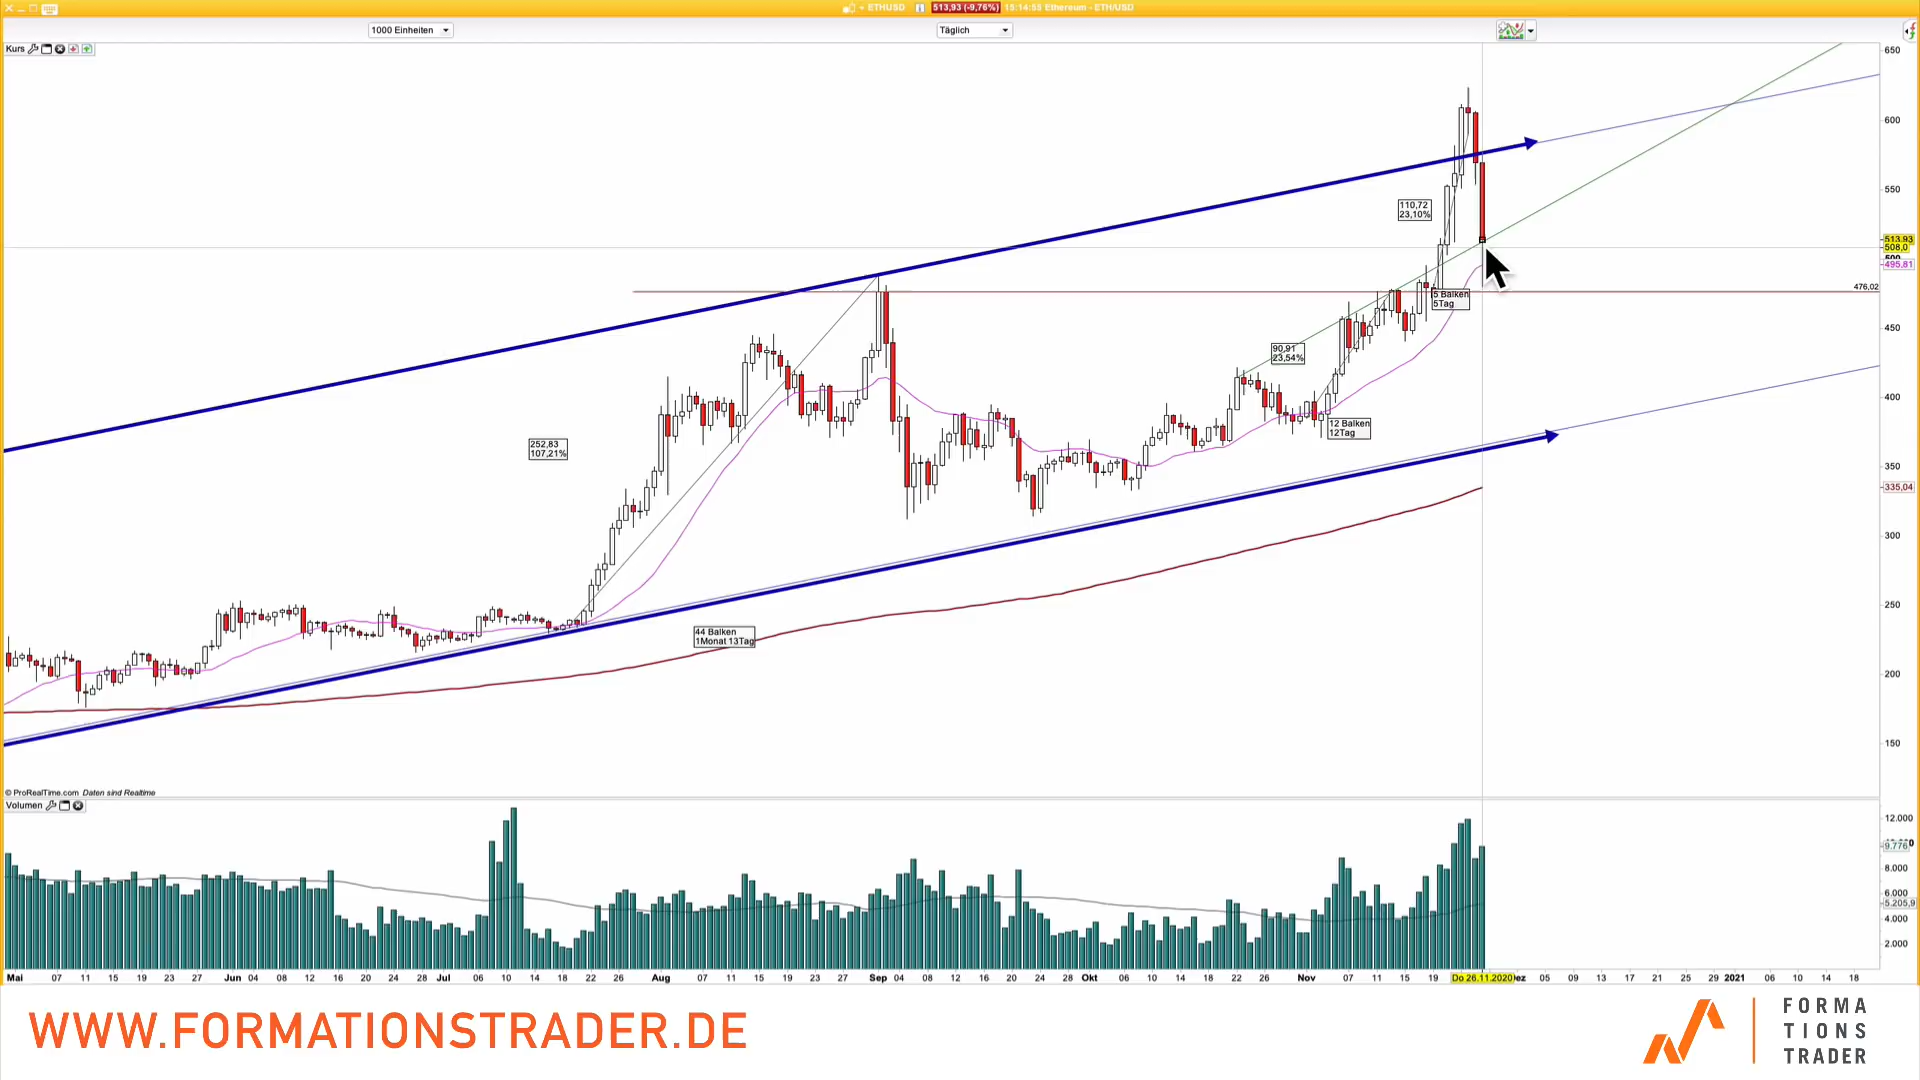 ETHUSD 513,93 (-9,76%) 15:14:58 Ethereum - ETH/USD
1000 Einheiten
Täglich
Kurs
650
600
550
513.93
508,0
500
495,81
476,02
450
400
350
335,04
300
250
200
150
110,72
23,10%
5 Balken
5Tag
90,91
23,54%
12 Balken
12Tag
252,83
107,21%
44 Balken
1Monat 13Tag
© ProRealTime.com Daten sind Realtime
Volumen
12.000
9.776
8.000
6.000
5.205,9
4.000
2.000
Mai 07 11 15 19 23 27 Jun 04 08 12 16 20 24 28 Jul 06 10 14 18 22 26 Aug 07 11 15 19 23 27 Sep 04 08 12 16 20 24 28 Okt 06 10 14 18 22 26 Nov 07 11 15 19 Do 26.11.2020 ez 05 09 13 17 21 25 29 2021 06 10 14 18
WWW.FORMATIONSTRADER.DE
FORMA
TIONS
TRADER